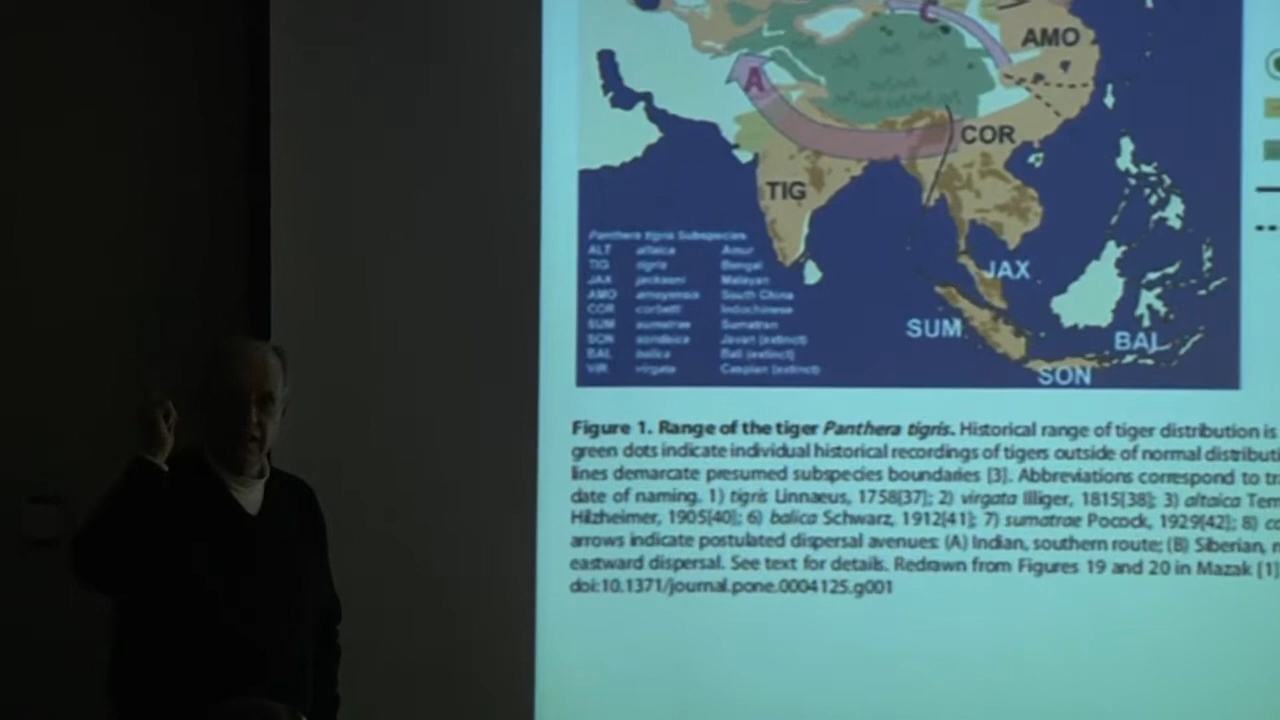 C
AMO
A
COR
TIG
Panthera tigris Subspecies
ALT altaica Amur
TIG tigris Bengal
JAX jacksoni Malayan
AMO amoyensis South China
COR corbetti Indochinese
SUM sumatrae Sumatran
SON sondaica Javan (extinct)
BAL balica Bali (extinct)
VIR virgata Caspian (extinct)
JAX
SUM
BAL
SON
Figure 1. Range of the tiger Panthera tigris. Historical range of tiger distribution is
green dots indicate individual historical recordings of tigers outside of normal distributi
lines demarcate presumed subspecies boundaries [3]. Abbreviations correspond to tr
date of naming. 1) tigris Linnaeus, 1758[37]; 2) virgata Illiger, 1815[38]; 3) altaica Tem
Hilzheimer, 1905[40]; 6) balica Schwarz, 1912[41]; 7) sumatrae Pocock, 1929[42]; 8) co
arrows indicate postulated dispersal avenues: (A) Indian, southern route; (B) Siberian, n
eastward dispersal. See text for details. Redrawn from Figures 19 and 20 in Mazak [1]
doi:10.1371/journal.pone.0004125.g001